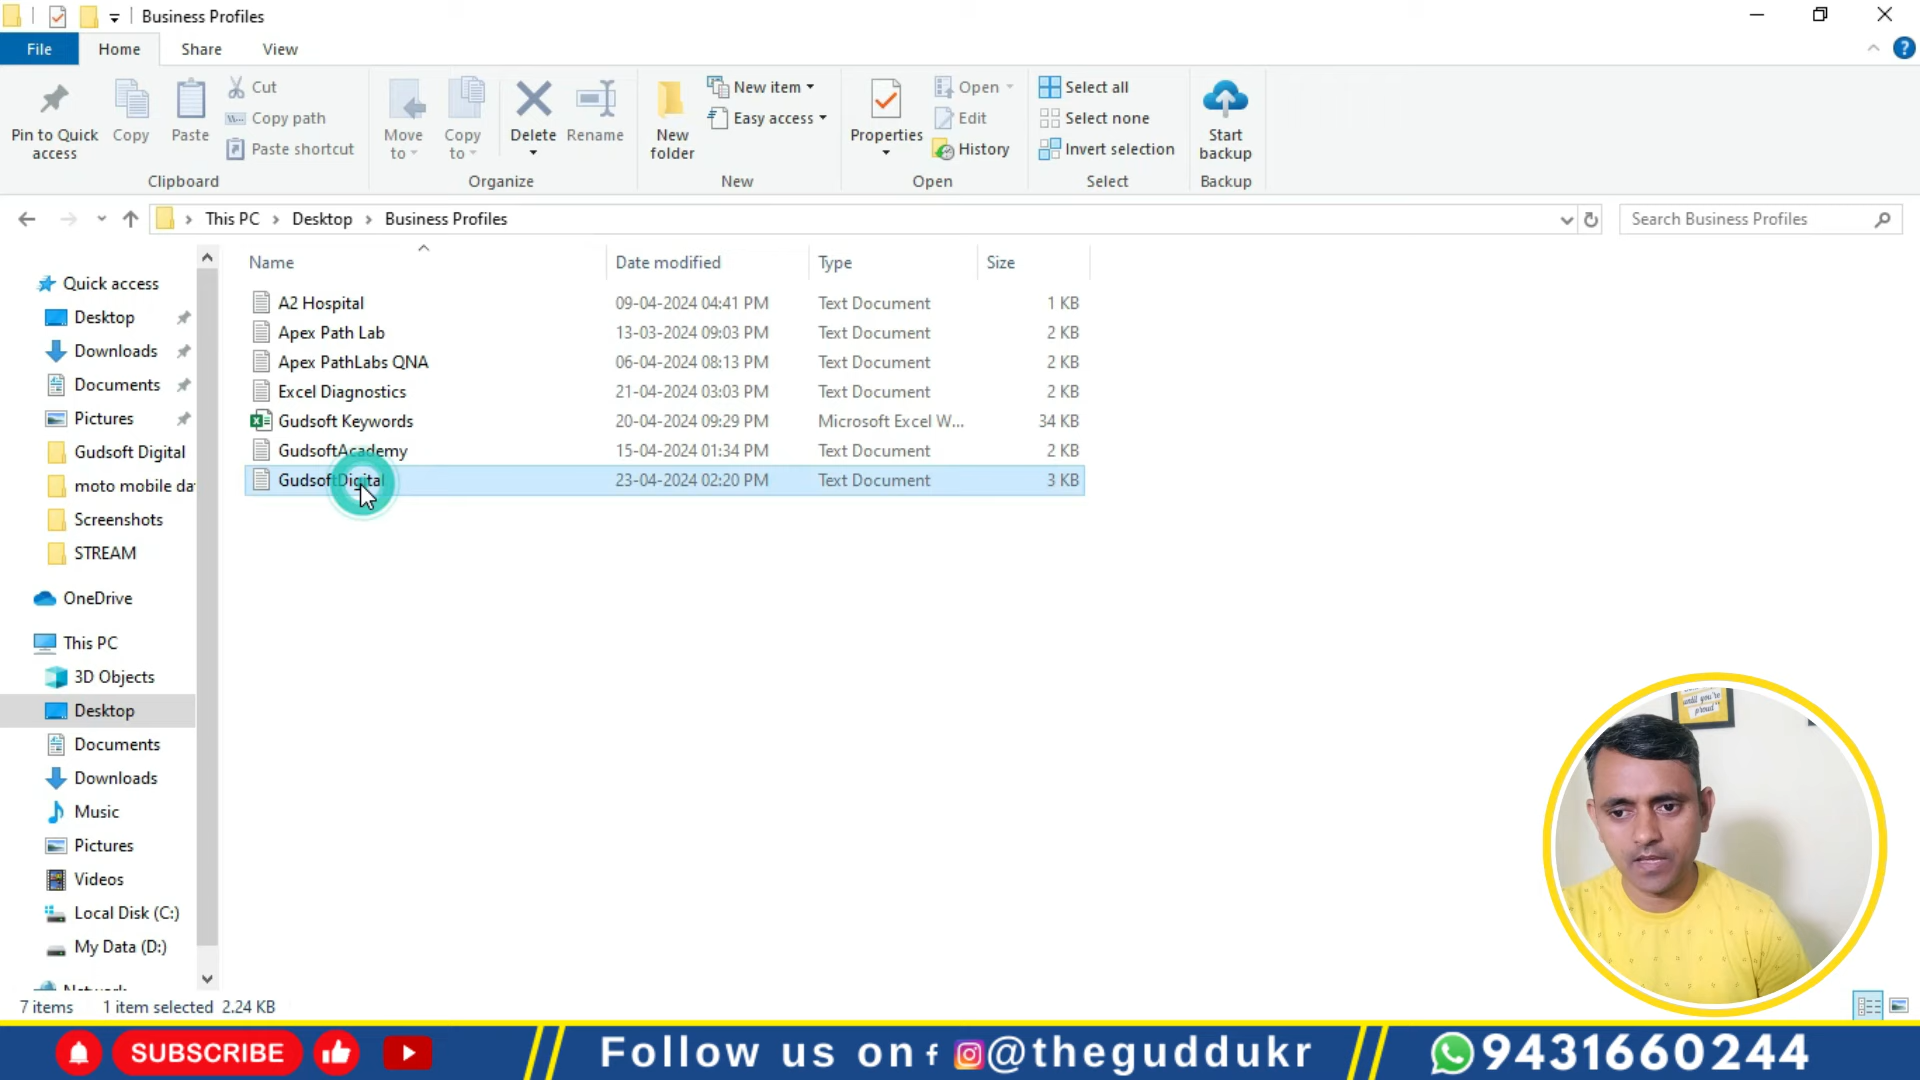 Business Profiles
File
Home
Share
View
Pin to Quick access
Copy
Paste
Cut
Copy path
Paste shortcut
Clipboard
Move to
Copy to
Delete
Rename
Organize
New folder
New item
Easy access
New
Properties
Open
Edit
History
Open
Select all
Select none
Invert selection
Select
Start backup
Backup
This PC > Desktop > Business Profiles
Search Business Profiles
Quick access
Desktop
Downloads
Documents
Pictures
Gudsoft Digital
moto mobile da
Screenshots
STREAM
OneDrive
This PC
3D Objects
Desktop
Documents
Downloads
Music
Pictures
Videos
Local Disk (C:)
My Data (D:)
Network
Name Date modified Type Size
A2 Hospital 09-04-2024 04:41 PM Text Document 1 KB
Apex Path Lab 13-03-2024 09:03 PM Text Document 2 KB
Apex PathLabs QNA 06-04-2024 08:13 PM Text Document 2 KB
Excel Diagnostics 21-04-2024 03:03 PM Text Document 2 KB
Gudsoft Keywords 20-04-2024 09:29 PM Microsoft Excel W... 34 KB
GudsoftAcademy 15-04-2024 01:34 PM Text Document 2 KB
GudsoftDigital 23-04-2024 02:20 PM Text Document 3 KB
until you're
proud"
7 items 1 item selected 2.24 KB
SUBSCRIBE
Follow us on f @theguddukr
9431660244